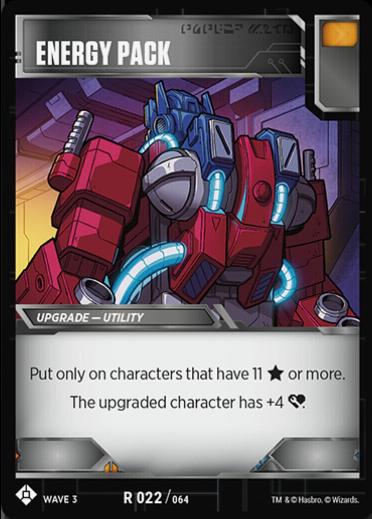 ENERGY PACK
UPGRADE — UTILITY
Put only on characters that have 11 ★ or more.
The upgraded character has +4
WAVE 3 R 022/064 TM & © Hasbro. © Wizards.